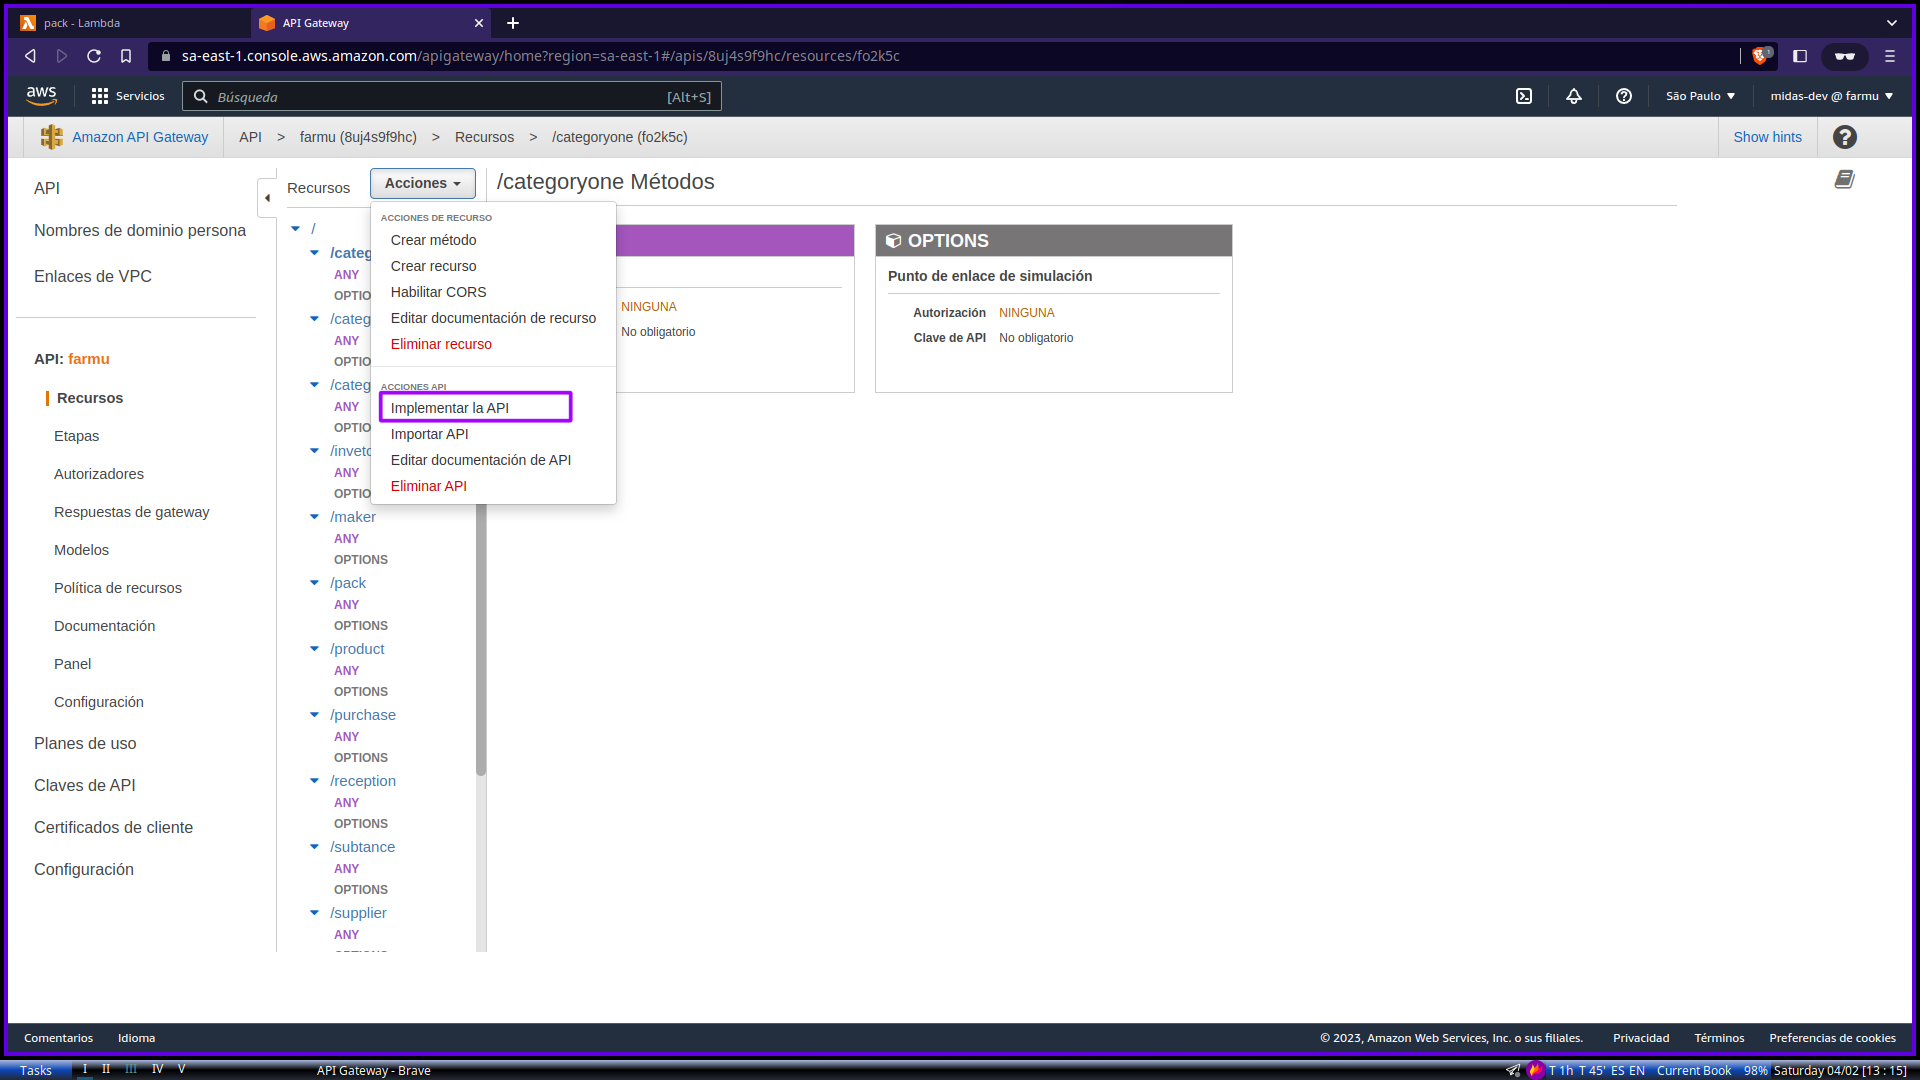 pack - Lambda
API Gateway
sa-east-1.console.aws.amazon.com/apigateway/home?region=sa-east-1#/apis/8uj4s9f9hc/resources/fo2k5c
aws
Servicios
Búsqueda
[Alt+S]
São Paulo
midas-dev @ farmu
Amazon API Gateway
API > farmu (8uj4s9f9hc) > Recursos > /categoryone (fo2k5c)
Show hints
API
Nombres de dominio persona
Enlaces de VPC
API: farmu
Recursos
Etapas
Autorizadores
Respuestas de gateway
Modelos
Política de recursos
Documentación
Panel
Configuración
Planes de uso
Claves de API
Certificados de cliente
Configuración
Recursos
Acciones
ACCIONES DE RECURSO
Crear método
Crear recurso
Habilitar CORS
Editar documentación de recurso
Eliminar recurso
ACCIONES API
Implementar la API
Importar API
Editar documentación de API
Eliminar API
/
/categ
ANY
OPTIO
/categ
ANY
OPTIO
/categ
ANY
OPTIO
/inveto
ANY
OPTIO
/maker
ANY
OPTIONS
/pack
ANY
OPTIONS
/product
ANY
OPTIONS
/purchase
ANY
OPTIONS
/reception
ANY
OPTIONS
/subtance
ANY
OPTIONS
/supplier
ANY
/categoryone Métodos
NINGUNA
No obligatorio
OPTIONS
Punto de enlace de simulación
Autorización NINGUNA
Clave de API No obligatorio
Comentarios
Idioma
© 2023, Amazon Web Services, Inc. o sus filiales.
Privacidad
Términos
Preferencias de cookies
Tasks
I II III IV V
API Gateway - Brave
T 1h T 45' ES EN Current Book 98% Saturday 04/02 [13 : 15]